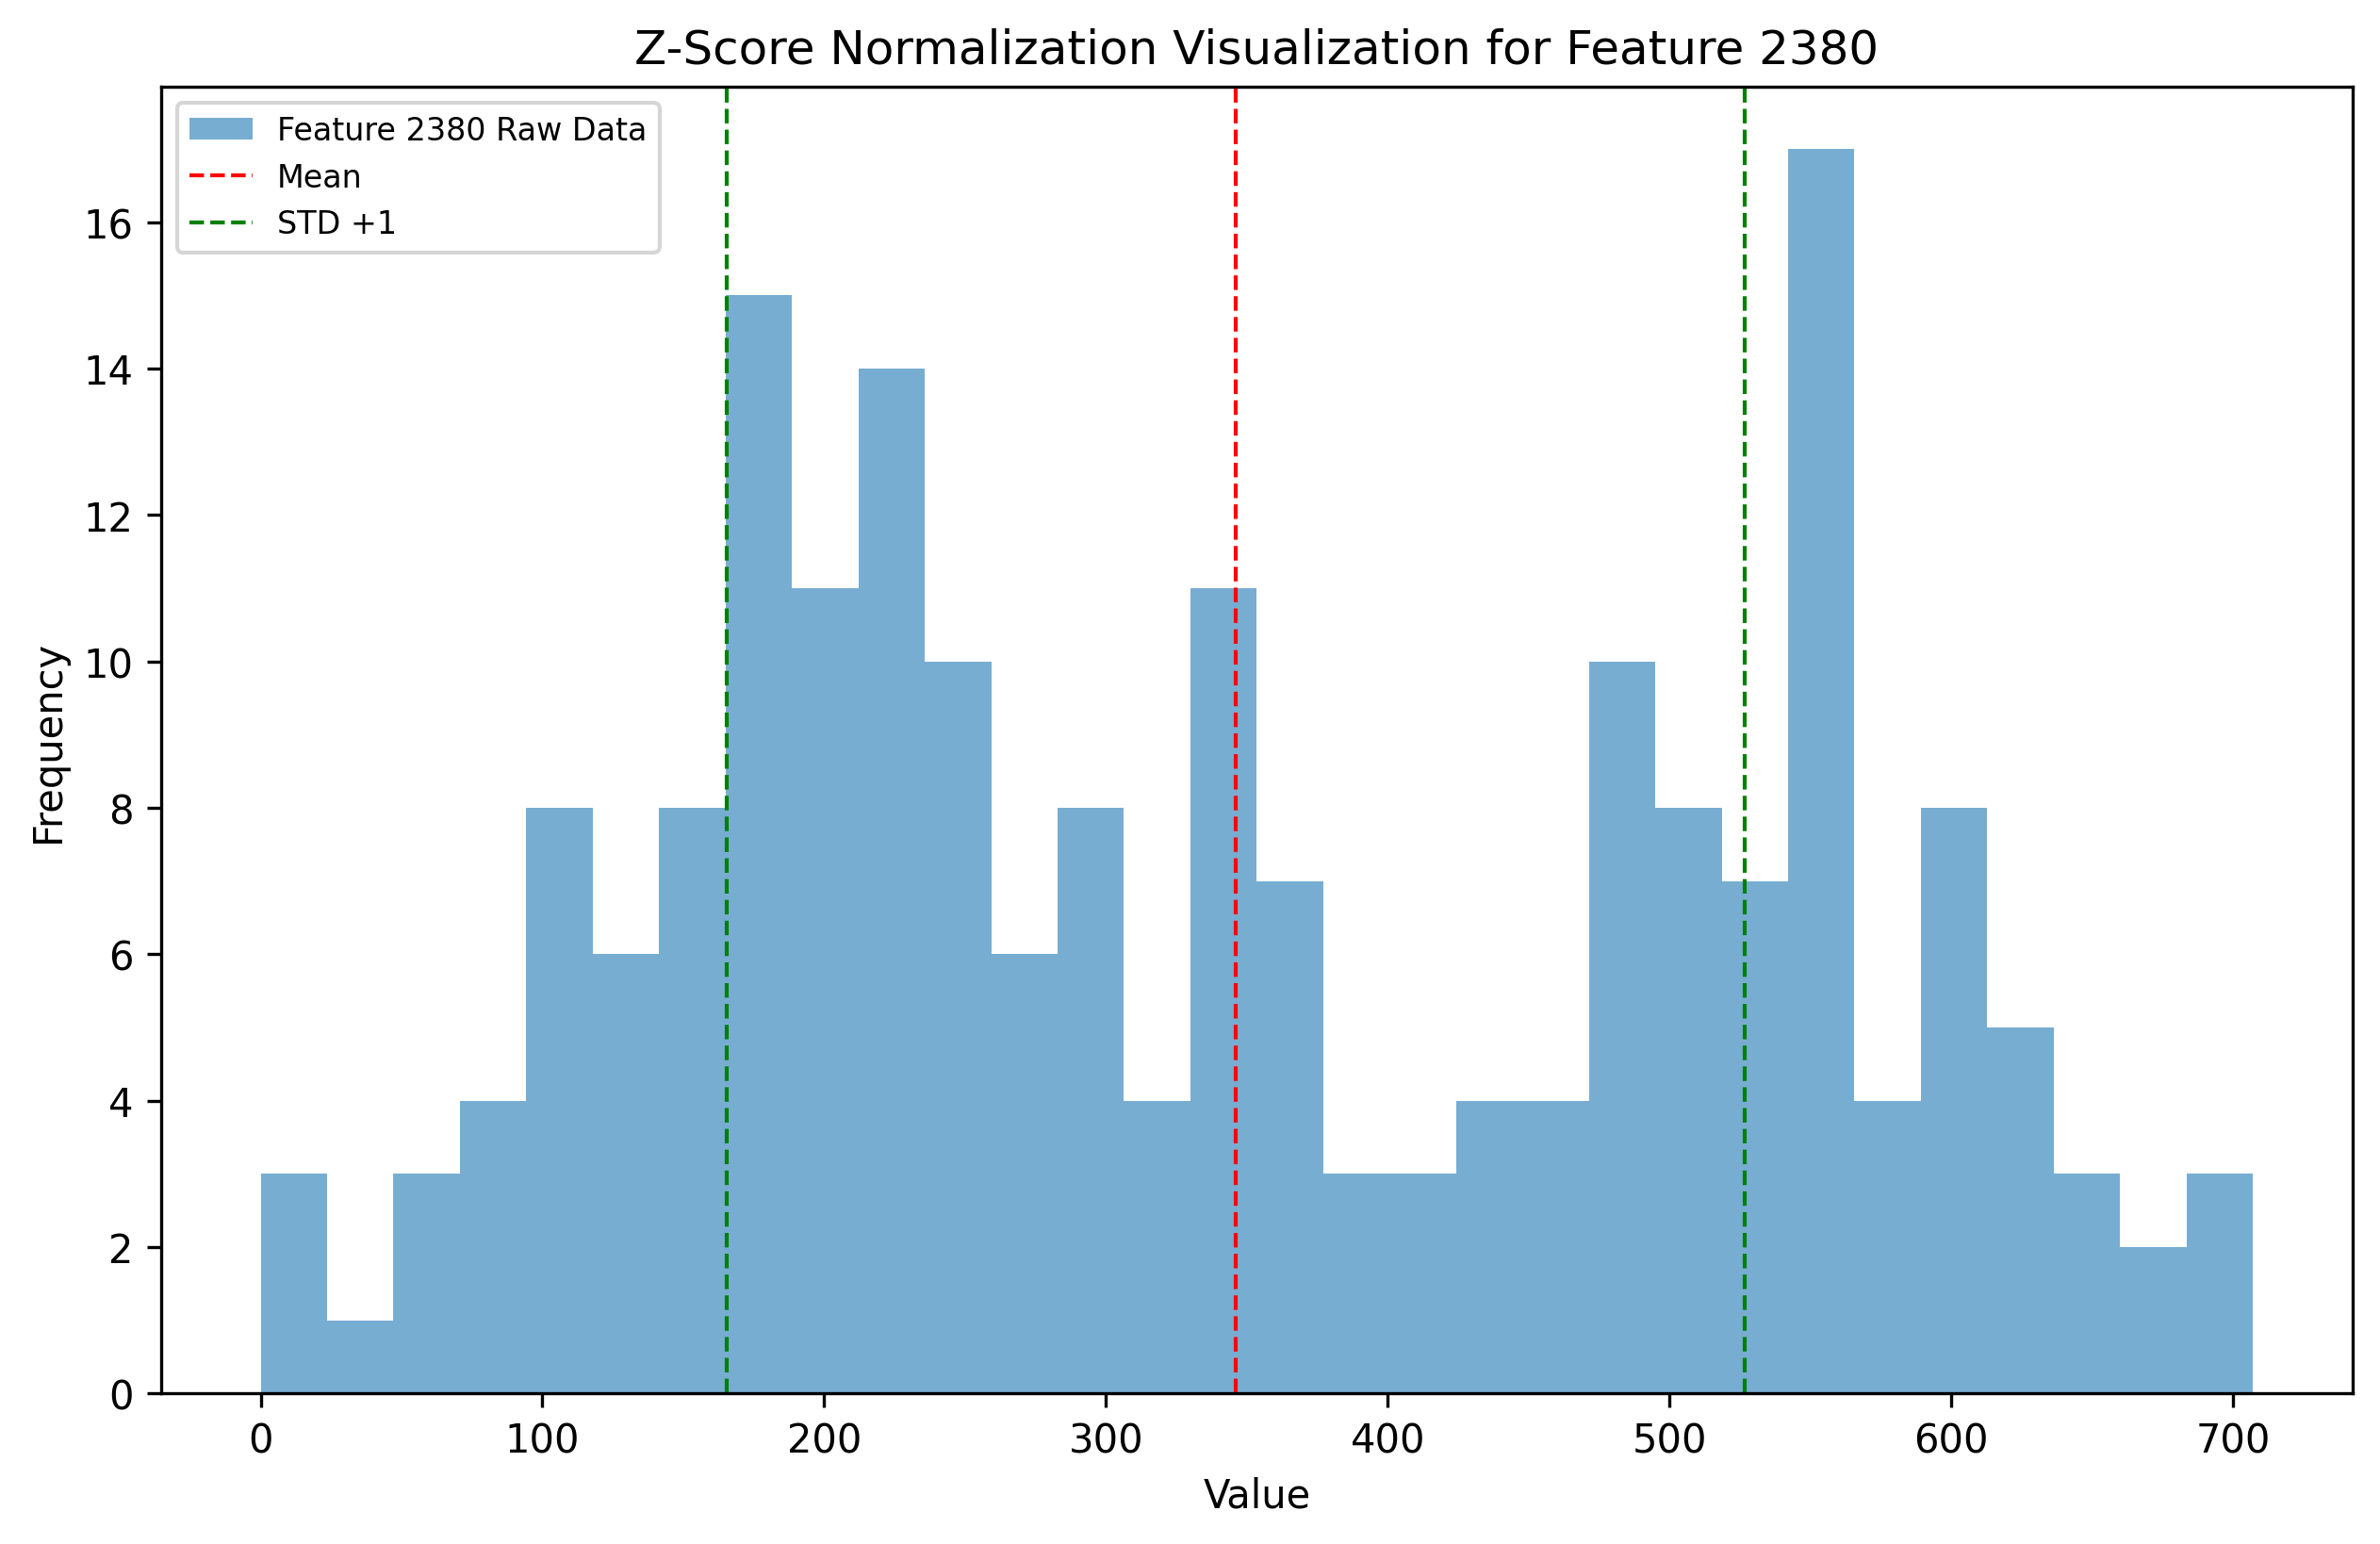 Z-Score Normalization Visualization for Feature 2380
Feature 2380 Raw Data
Mean
STD +1
16
14
12
10
8
6
4
2
0
Frequency
0 100 200 300 400 500 600 700
Value